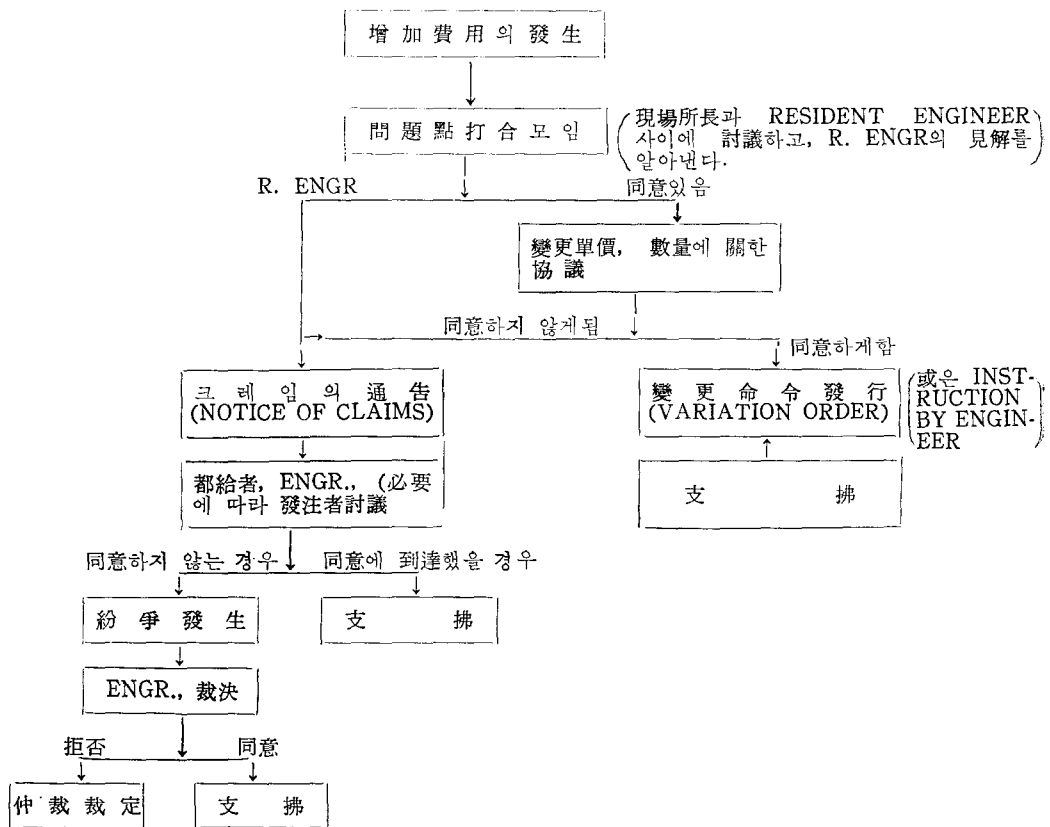 增加費用의發生
問題點打合모임
(現場所長과 RESIDENT ENGINEER
사이에 討議하고, R. ENGR의 見解를
알아낸다.)
R. ENGR
同意있음
變更單價, 數量에 關한
協議
同意하지 않게됨
同意하게함
크레임의通告
(NOTICE OF CLAIMS)
變更命令發行
(VARIATION ORDER)
(或은 INST-
RUCTION
BY ENGIN-
EER)
都給者, ENGR., (必要
에 따라 發注者討議
支拂
同意하지 않는 경우
同意에 到達했을 경우
紛爭發生
支拂
ENGR., 裁決
拒否
同意
仲裁裁定
支拂